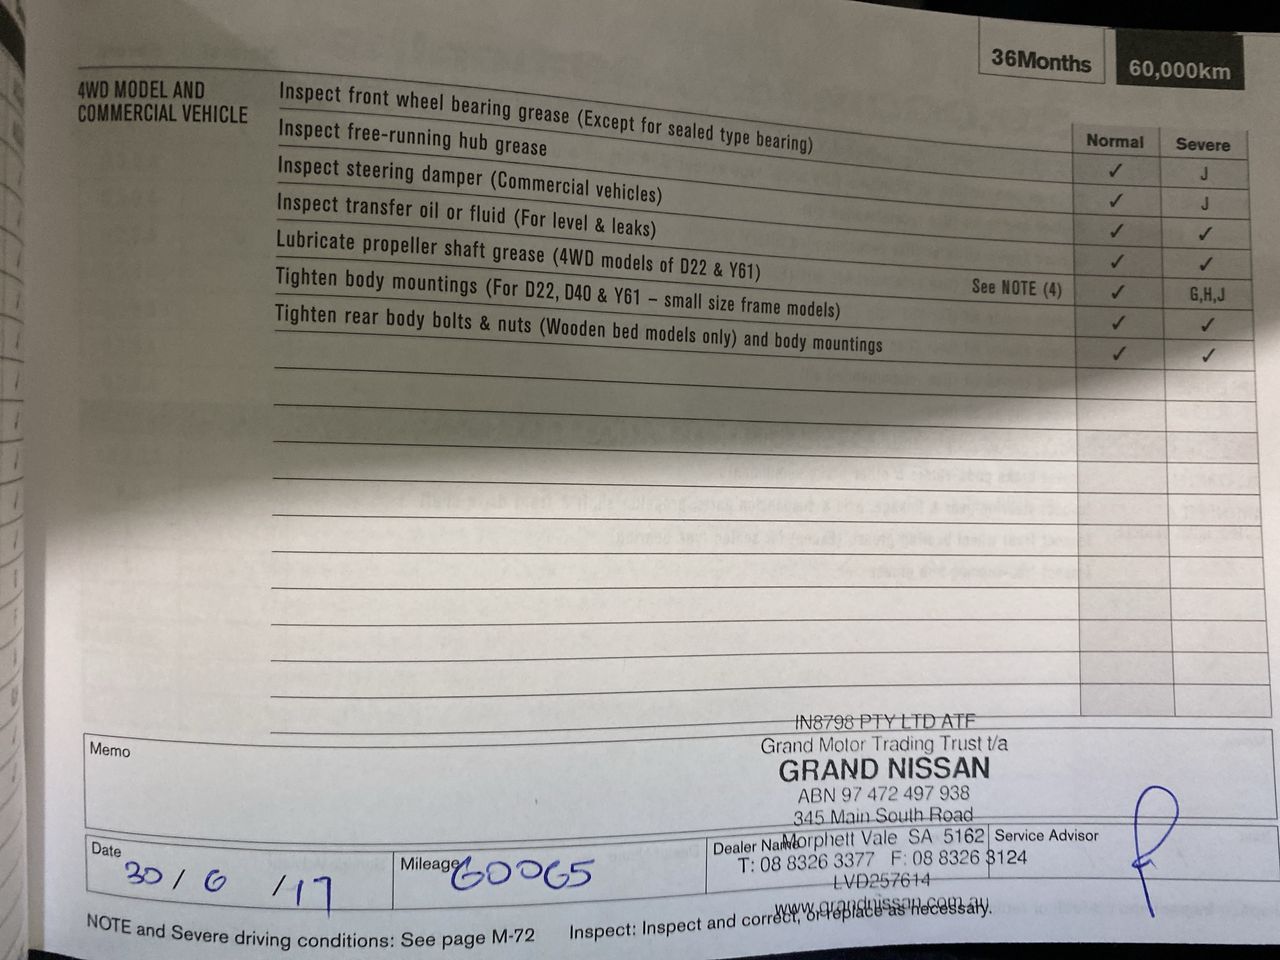 36Months
60,000km
4WD MODEL AND
COMMERCIAL VEHICLE
Normal Severe
Inspect front wheel bearing grease (Except for sealed type bearing) ✓ J
Inspect free-running hub grease ✓ J
Inspect steering damper (Commercial vehicles) ✓ ✓
Inspect transfer oil or fluid (For level & leaks) ✓ ✓
Lubricate propeller shaft grease (4WD models of D22 & Y61) See NOTE (4) ✓ G,H,J
Tighten body mountings (For D22, D40 & Y61 – small size frame models) ✓ ✓
Tighten rear body bolts & nuts (Wooden bed models only) and body mountings ✓ ✓
Memo
IN8798 PTY LTD ATF
Grand Motor Trading Trust t/a
GRAND NISSAN
ABN 97 472 497 938
345 Main South Road
Morphett Vale SA 5162
T: 08 8326 3377 F: 08 8326 3124
LVD257614
www.grandnissan.com.au
Date 30/6/17
Mileage 60065
Dealer Name
Service Advisor
NOTE and Severe driving conditions: See page M-72
Inspect: Inspect and correct, or replace as necessary.